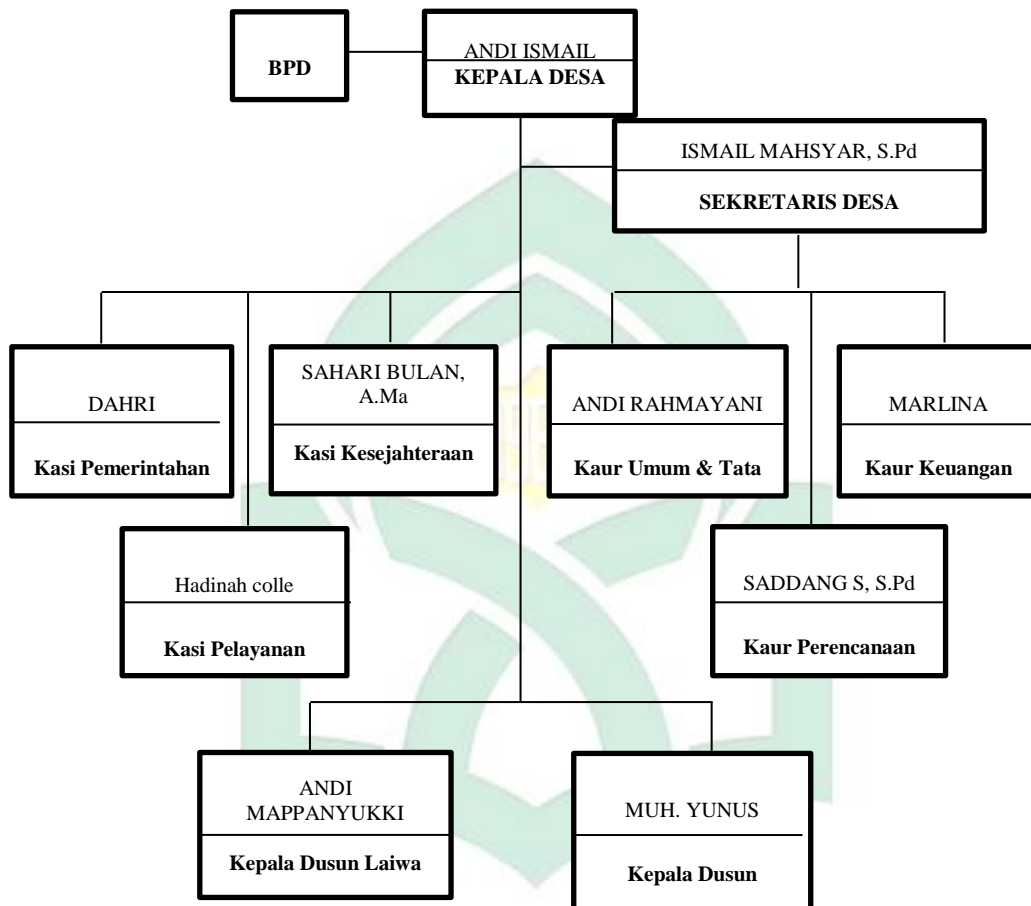 BPD
ANDI ISMAIL
KEPALA DESA
ISMAIL MAHSYAR, S.Pd
SEKRETARIS DESA
DAHRI
Kasi Pemerintahan
SAHARI BULAN,
A.Ma
Kasi Kesejahteraan
ANDI RAHMAYANI
Kaur Umum & Tata
MARLINA
Kaur Keuangan
Hadinah colle
Kasi Pelayanan
SADDANG S, S.Pd
Kaur Perencanaan
ANDI
MAPPANYUKKI
Kepala Dusun Laiwa
MUH. YUNUS
Kepala Dusun